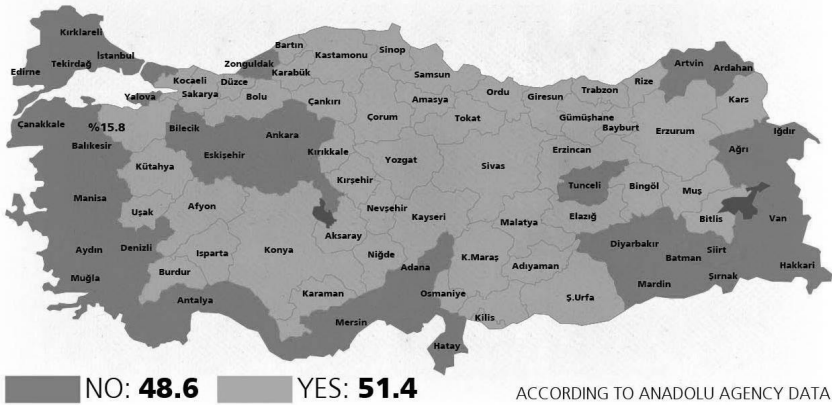 Kırklareli
Edirne
Tekirdağ
İstanbul
Kocaeli
Yalova
Sakarya
Düzce
Zonguldak
Bartın
Karabük
Kastamonu
Sinop
Bolu
Çankırı
Samsun
Amasya
Çorum
Tokat
Ordu
Giresun
Trabzon
Rize
Artvin
Ardahan
Gümüşhane
Bayburt
Kars
Erzurum
Iğdır
Ağrı
Çanakkale
%15.8
Balıkesir
Bilecik
Eskişehir
Ankara
Kırıkkale
Kütahya
Yozgat
Sivas
Erzincan
Kırşehir
Tunceli
Bingöl
Muş
Manisa
Uşak
Afyon
Nevşehir
Kayseri
Malatya
Elazığ
Bitlis
Van
Aydın
Denizli
Isparta
Konya
Aksaray
Niğde
Adana
K.Maraş
Adıyaman
Diyarbakır
Batman
Siirt
Hakkari
Muğla
Burdur
Antalya
Karaman
Mersin
Osmaniye
Kilis
Ş.Urfa
Mardin
Şırnak
Hatay
NO: 48.6
YES: 51.4
ACCORDING TO ANADOLU AGENCY DATA